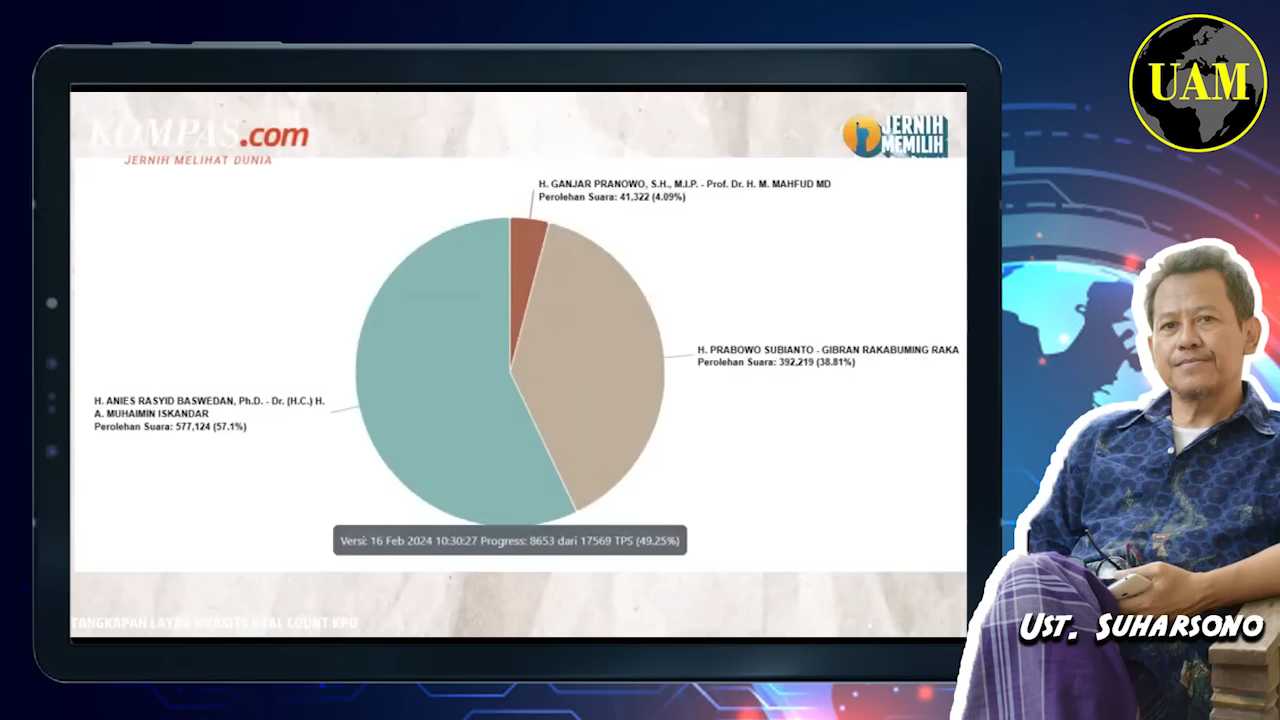 UAM
KOMPAS.com
JERNIH MELIHAT DUNIA
JERNIH
MEMILIH
H. GANJAR PRANOWO, S.H., M.I.P. - Prof. Dr. H. M. MAHFUD MD
Perolehan Suara: 41,322 (4.09%)
H. PRABOWO SUBIANTO - GIBRAN RAKABUMING RAKA
Perolehan Suara: 392,219 (38.81%)
H. ANIES RASYID BASWEDAN, Ph.D. - Dr. (H.C.) H.
A. MUHAIMIN ISKANDAR
Perolehan Suara: 577,124 (57.1%)
Versi: 16 Feb 2024 10:30:27 Progress: 8653 dari 17569 TPS (49.25%)
TANGKAPAN LAYAR WEBSITE REAL COUNT KPU
UST. SUHARSONO